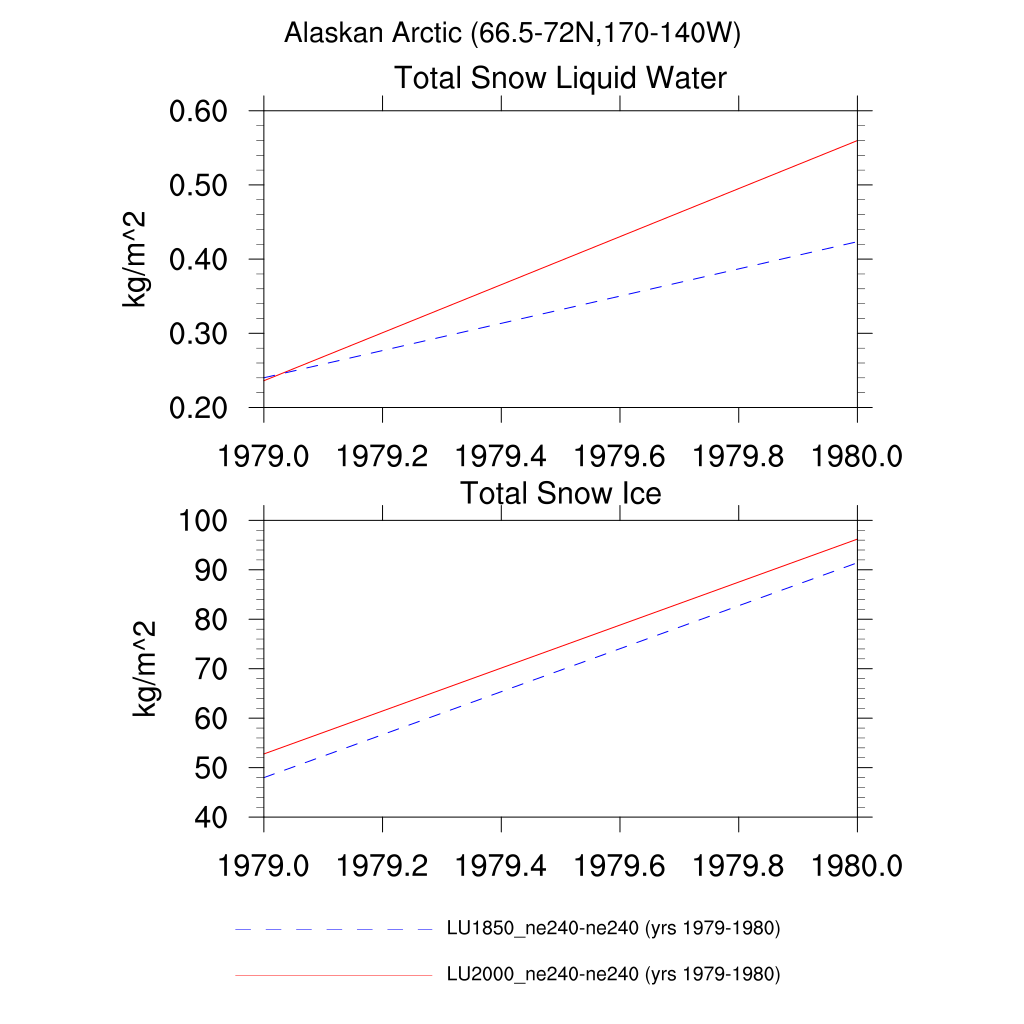 Alaskan Arctic (66.5-72N,170-140W)
Total Snow Liquid Water
0.60
0.50
0.40
0.30
0.20
kg/m^2
1979.0 1979.2 1979.4 1979.6 1979.8 1980.0
Total Snow Ice
100
90
80
70
60
50
40
kg/m^2
1979.0 1979.2 1979.4 1979.6 1979.8 1980.0
LU1850_ne240-ne240 (yrs 1979-1980)
LU2000_ne240-ne240 (yrs 1979-1980)